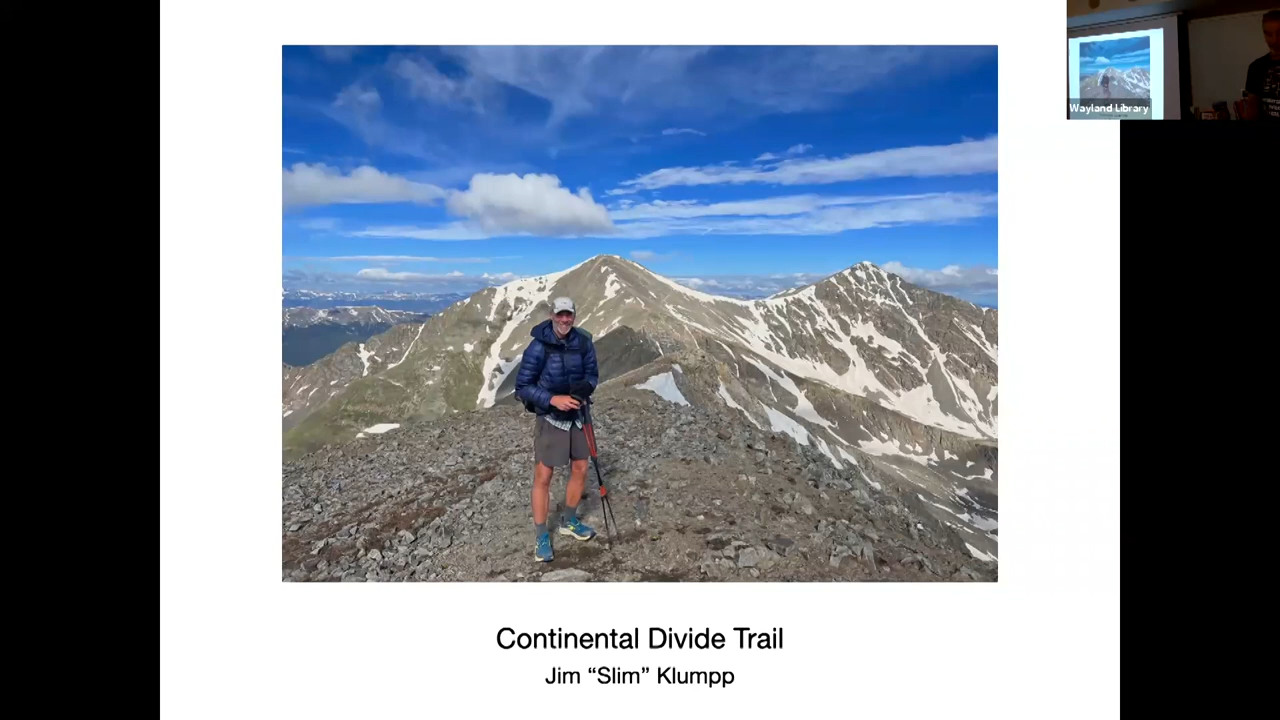 Wayland Library
Continental Divide Trail
Jim “Slim” Klumpp